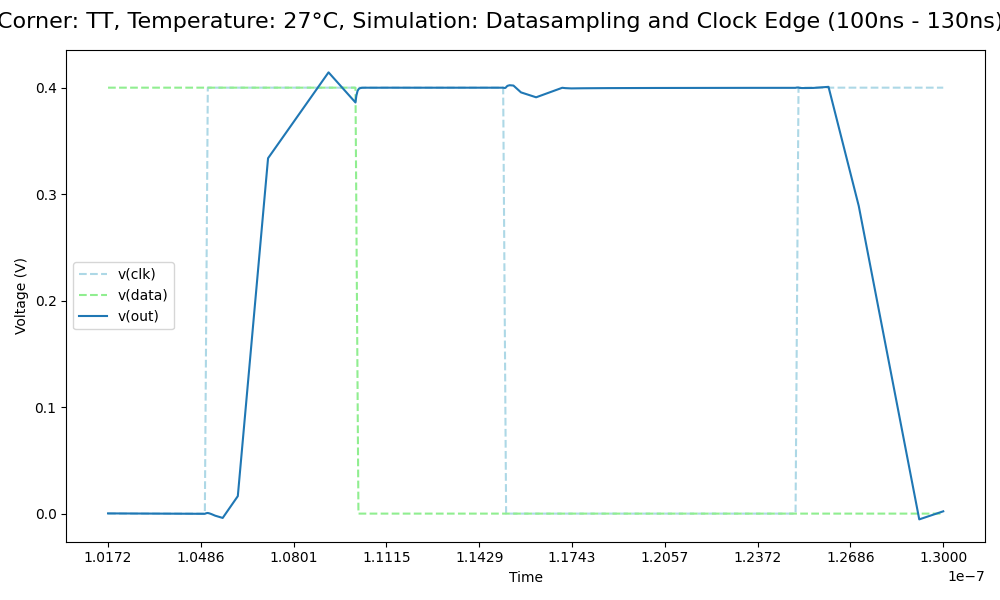 Corner: TT, Temperature: 27°C, Simulation: Datasampling and Clock Edge (100ns - 130ns)
0.4
0.3
0.2
0.1
0.0
Voltage (V)
v(clk)
v(data)
v(out)
1.0172 1.0486 1.0801 1.1115 1.1429 1.1743 1.2057 1.2372 1.2686 1.3000
Time
1e−7